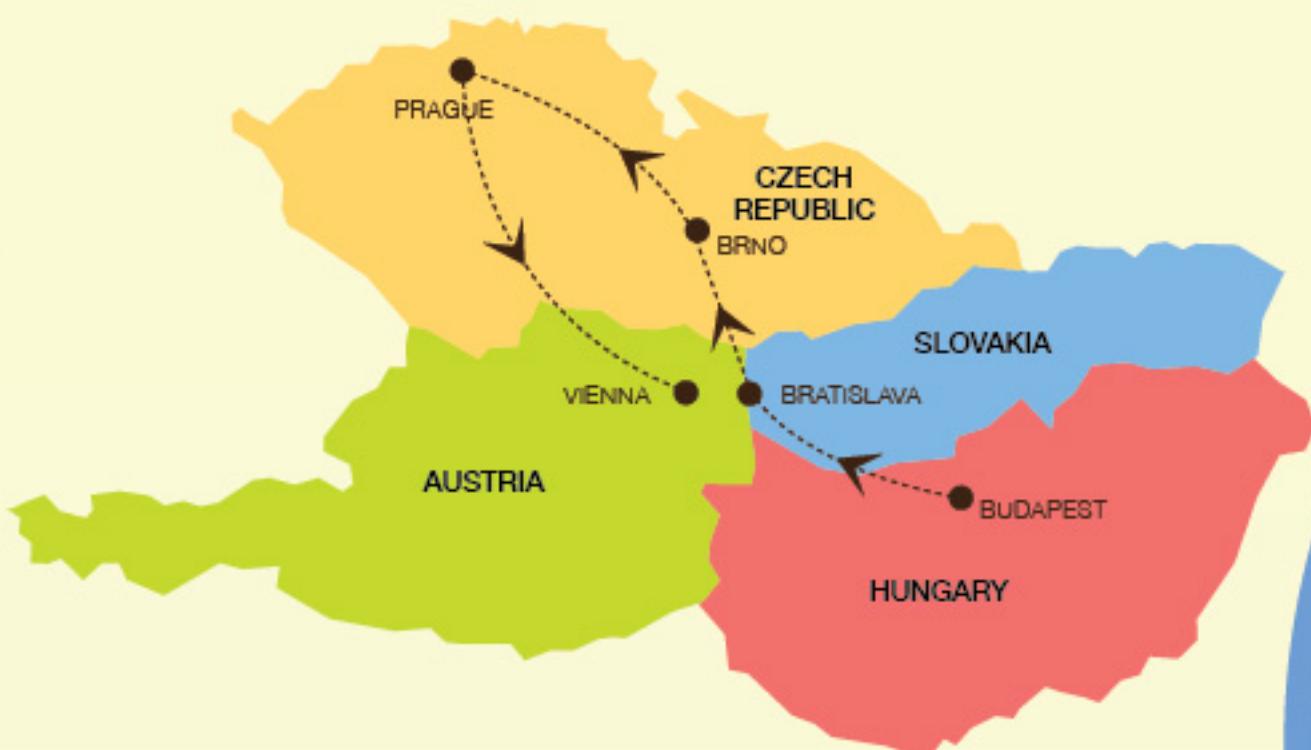 PRAGUE
CZECH
REPUBLIC
BRNO
SLOVAKIA
VIENNA
BRATISLAVA
AUSTRIA
BUDAPEST
HUNGARY